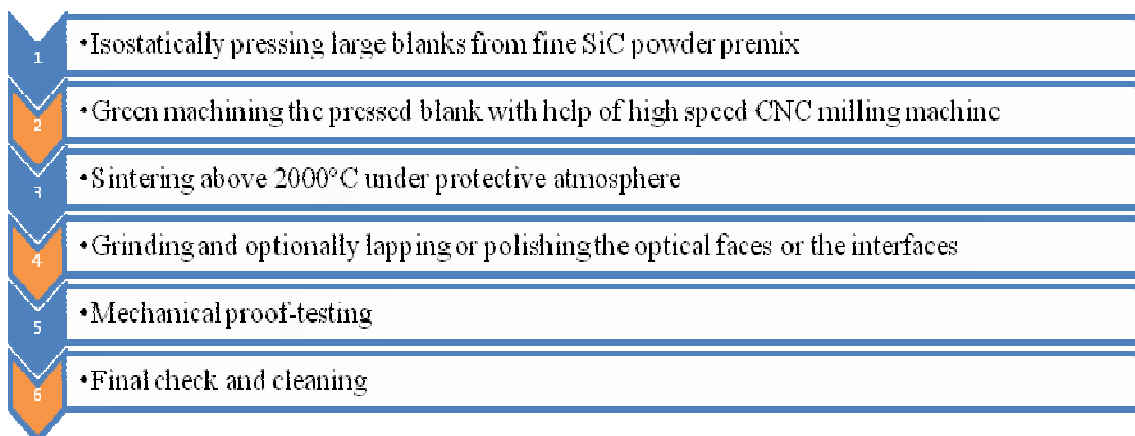 1
•Isostatically pressing large blanks from fine SiC powder premix
2
•Green machining the pressed blank with help of high speed CNC milling machine
3
•Sintering above 2000°C under protective atmosphere
4
•Grinding and optionally lapping or polishing the optical faces or the interfaces
5
•Mechanical proof-testing
6
•Final check and cleaning